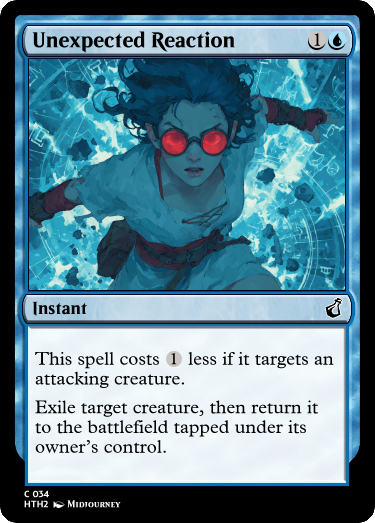 Unexpected Reaction 1
Instant
This spell costs 1 less if it targets an
attacking creature.
Exile target creature, then return it
to the battlefield tapped under its
owner's control.
C 034
HTH2 Midjourney